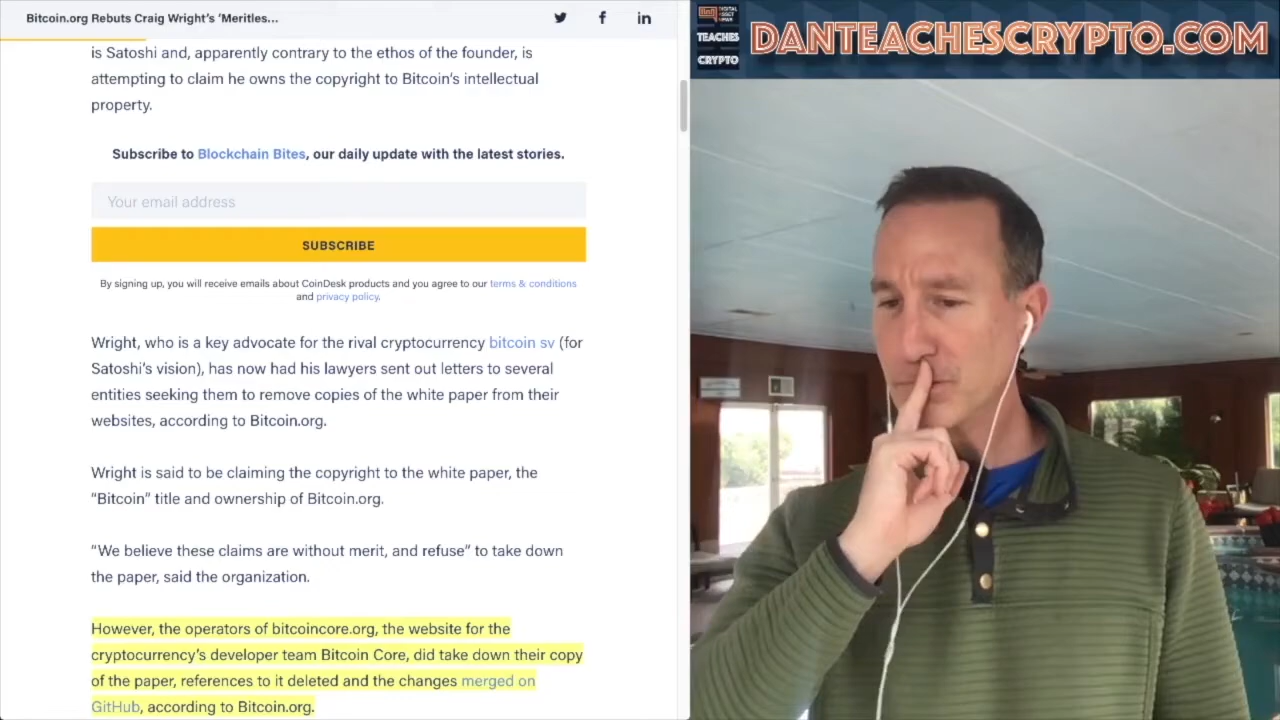 Bitcoin.org Rebuts Craig Wright's 'Meritles...
is Satoshi and, apparently contrary to the ethos of the founder, is
attempting to claim he owns the copyright to Bitcoin's intellectual
property.
Subscribe to Blockchain Bites, our daily update with the latest stories.
Your email address
SUBSCRIBE
By signing up, you will receive emails about CoinDesk products and you agree to our terms & conditions
and privacy policy.
Wright, who is a key advocate for the rival cryptocurrency bitcoin sv (for
Satoshi's vision), has now had his lawyers sent out letters to several
entities seeking them to remove copies of the white paper from their
websites, according to Bitcoin.org.
Wright is said to be claiming the copyright to the white paper, the
“Bitcoin” title and ownership of Bitcoin.org.
“We believe these claims are without merit, and refuse” to take down
the paper, said the organization.
However, the operators of bitcoincore.org, the website for the
cryptocurrency's developer team Bitcoin Core, did take down their copy
of the paper, references to it deleted and the changes merged on
GitHub, according to Bitcoin.org.
DIGITAL
ASSET
NEWS
TEACHES
CRYPTO
DANTEACHESCRYPTO.COM